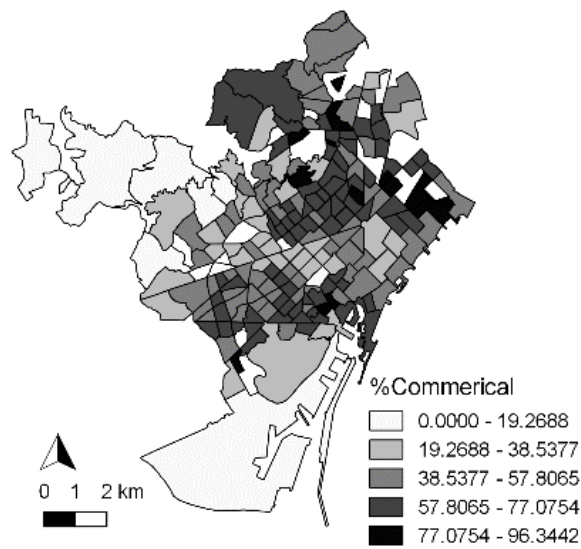 %Commerical
0.0000 - 19.2688
19.2688 - 38.5377
38.5377 - 57.8065
57.8065 - 77.0754
77.0754 - 96.3442
0 1 2 km